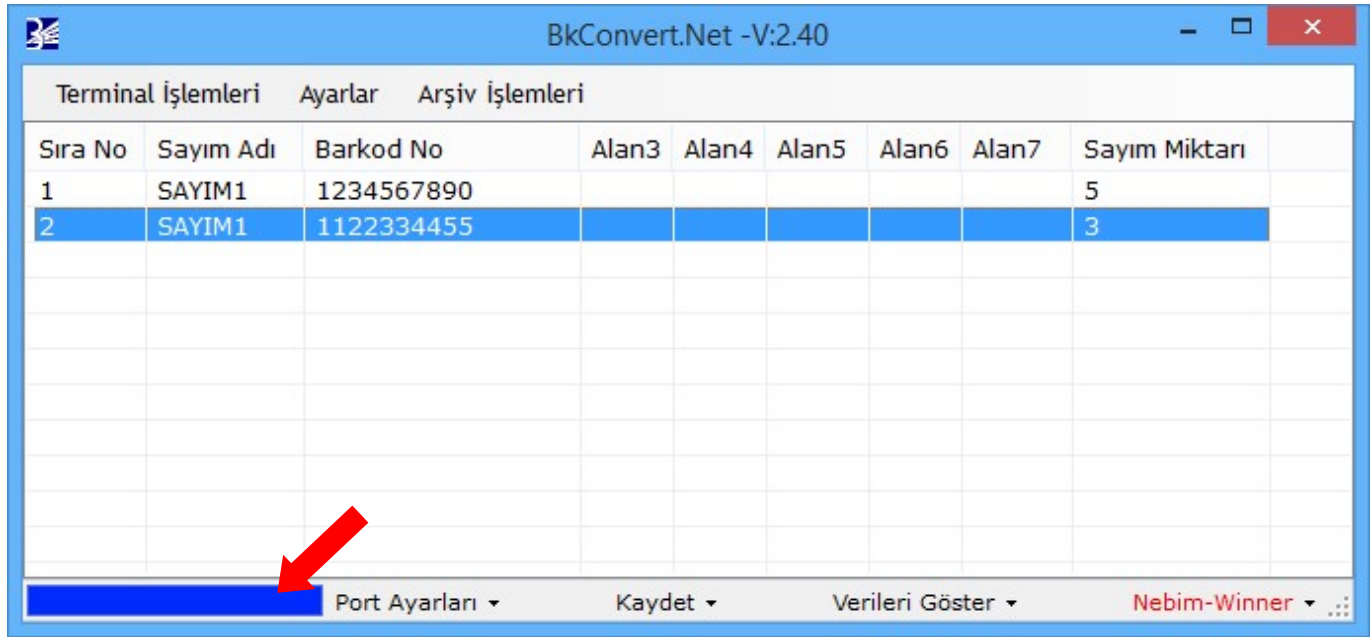 BkConvert.Net -V:2.40
Terminal İşlemleri Ayarlar Arşiv İşlemleri
Sıra No Sayım Adı Barkod No Alan3 Alan4 Alan5 Alan6 Alan7 Sayım Miktarı
1 SAYIM1 1234567890 5
2 SAYIM1 1122334455 3
Port Ayarları Kaydet Verileri Göster Nebim-Winner